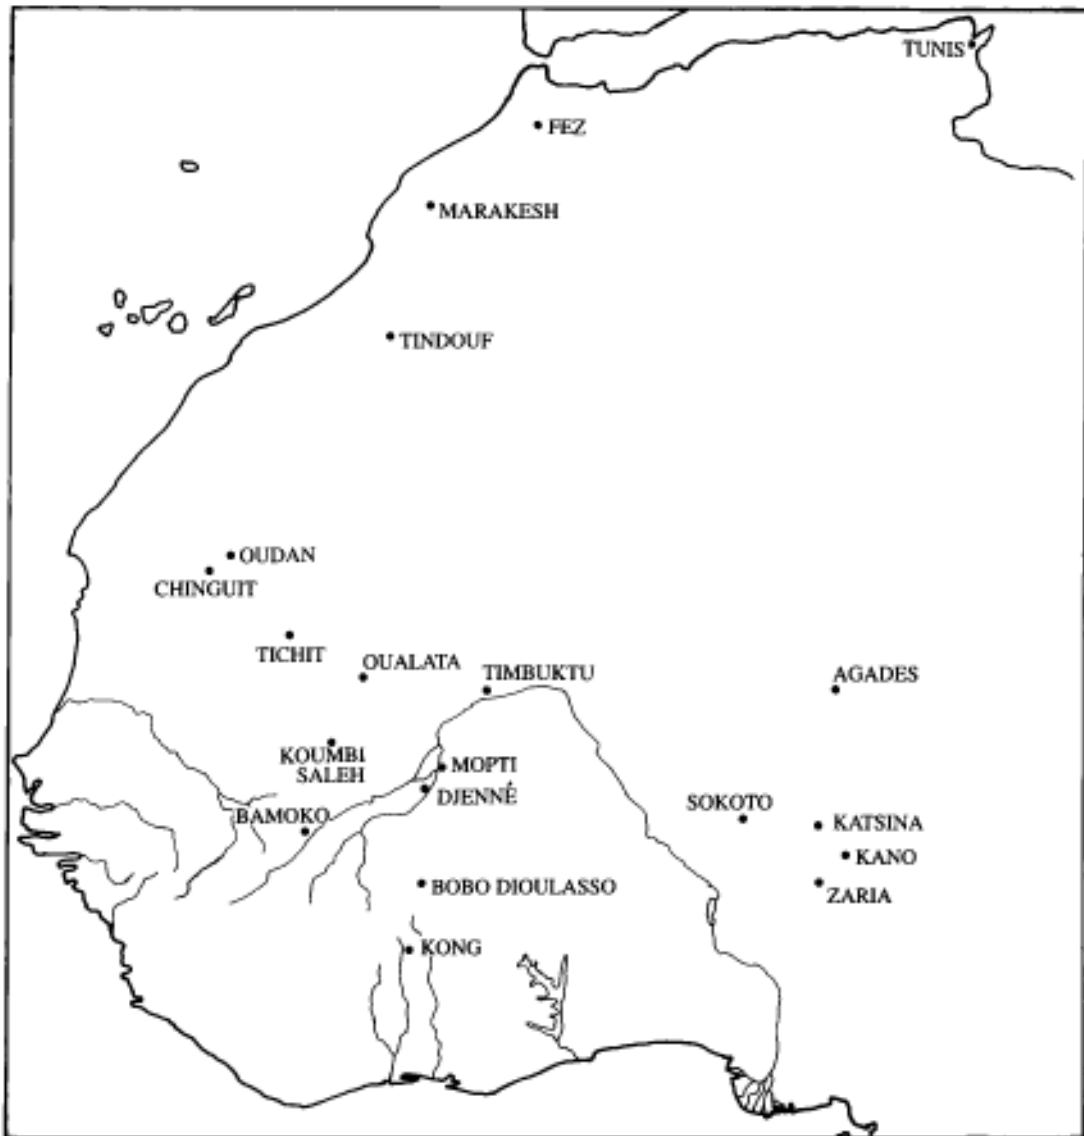 TUNIS
FEZ
MARAKESH
TINDOUF
OUDAN
CHINGUIT
TICHIT
OUALATA
TIMBUKTU
AGADES
KOUMBI
SALEH
MOPTI
DJENNÉ
SOKOTO
BAMOKO
KATSINA
KANO
BOBO DIOULASSO
ZARIA
KONG